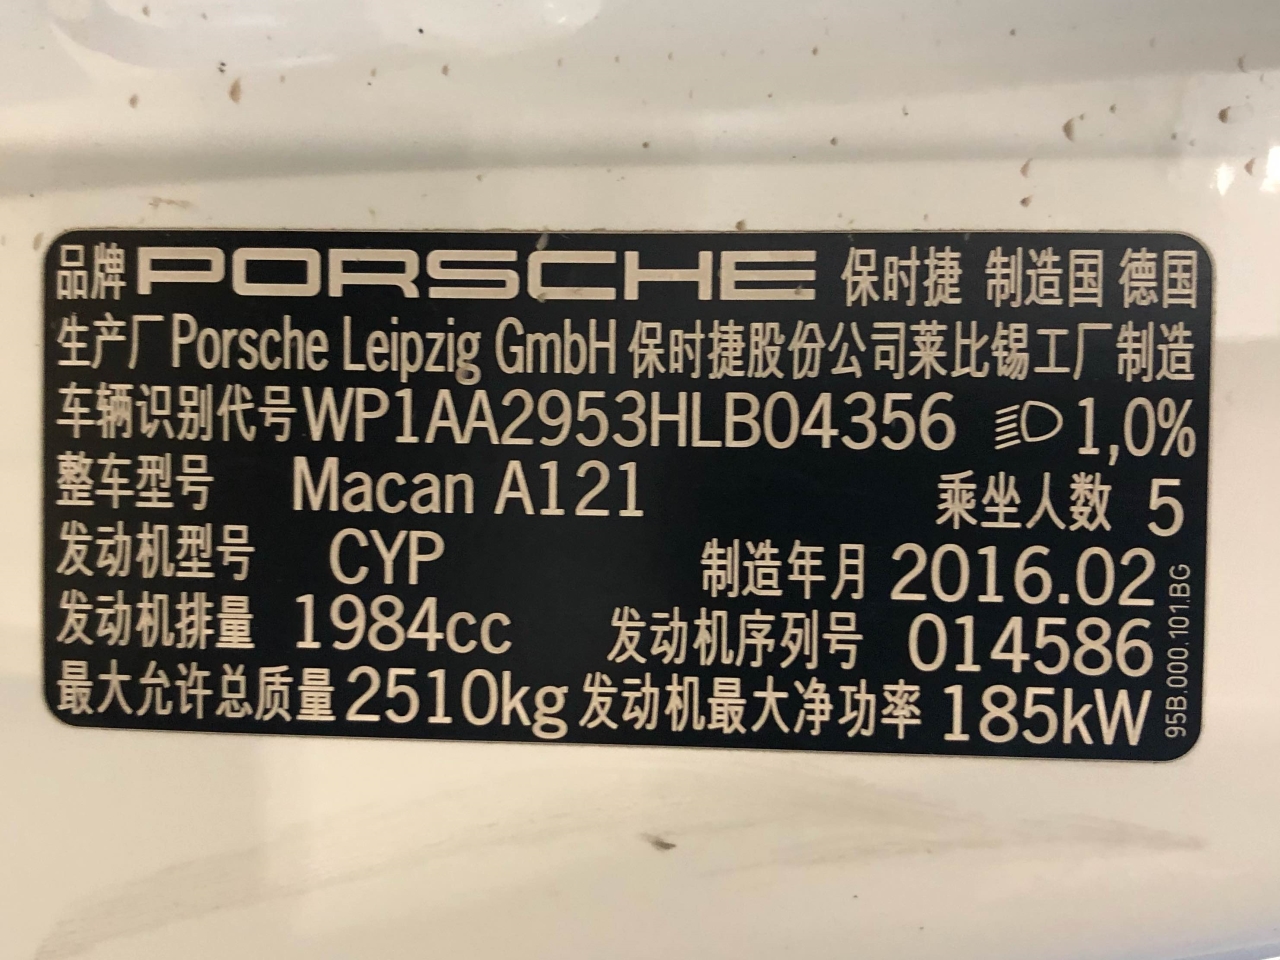 品牌 PORSCHE 保时捷 制造国 德国
生产厂 Porsche Leipzig GmbH 保时捷股份公司莱比锡工厂 制造
车辆识别代号 WP1AA2953HLB04356 1,0%
整车型号 Macan A121 乘坐人数 5
发动机型号 CYP 制造年月 2016.02
发动机排量 1984cc 发动机序列号 014586
最大允许总质量 2510kg 发动机最大净功率 185kW
95B.000.101.BG